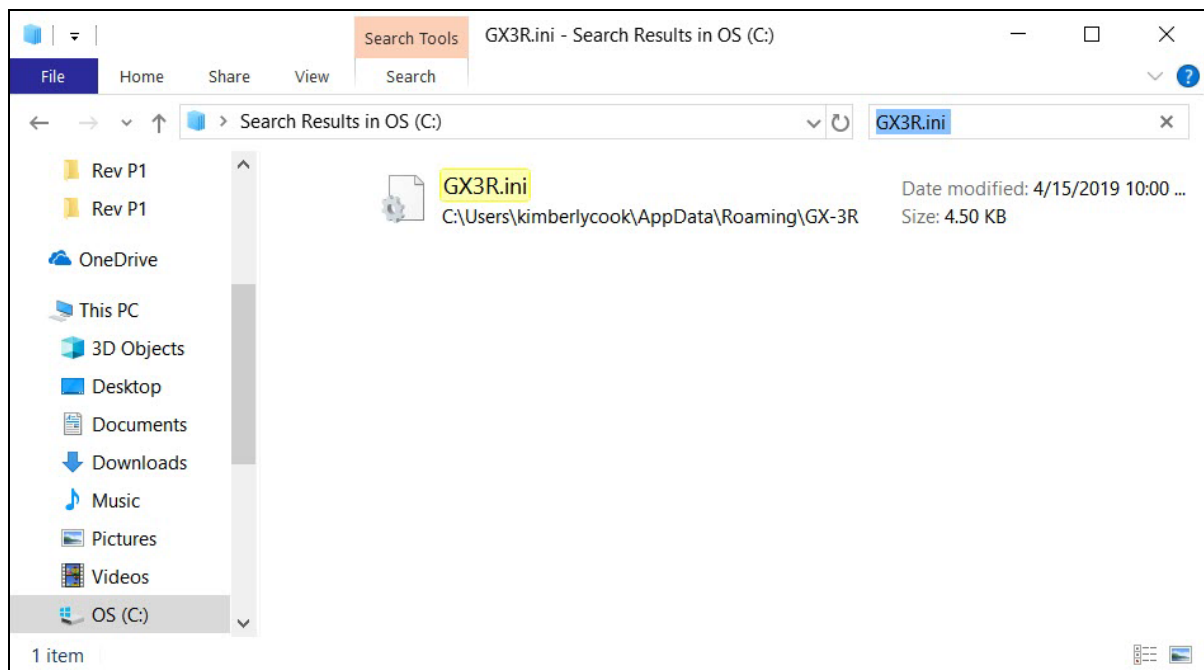 Search Tools
GX3R.ini - Search Results in OS (C:)
File Home Share View Search
Search Results in OS (C:)
GX3R.ini
Rev P1
Rev P1
OneDrive
This PC
3D Objects
Desktop
Documents
Downloads
Music
Pictures
Videos
OS (C:)
GX3R.ini
C:\Users\kimberlycook\AppData\Roaming\GX-3R
Date modified: 4/15/2019 10:00 ...
Size: 4.50 KB
1 item